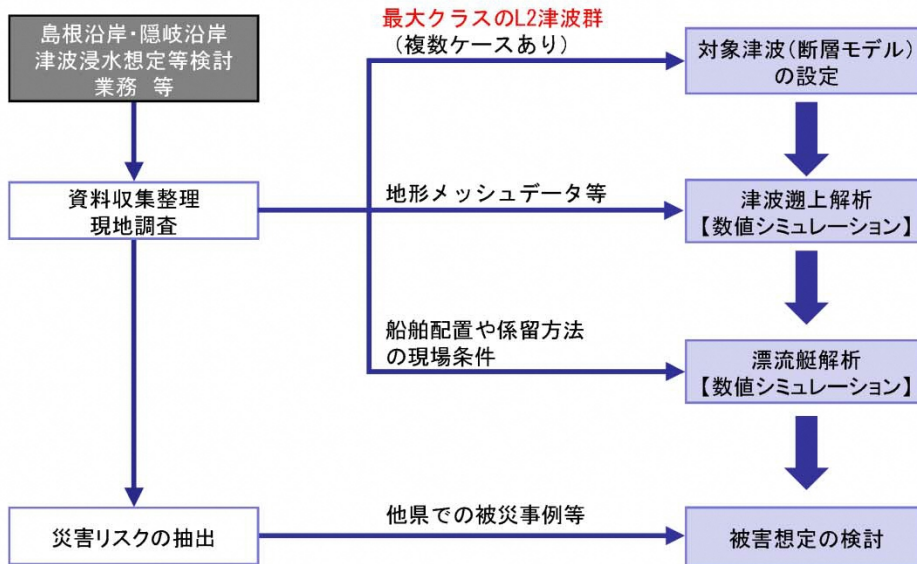 島根沿岸・隠岐沿岸
津波浸水想定等検討
業務 等
最大クラスのL2津波群
(複数ケースあり)
対象津波(断層モデル)
の設定
資料収集整理
現地調査
地形メッシュデータ等
津波遡上解析
【数値シミュレーション】
船舶配置や係留方法
の現場条件
漂流艇解析
【数値シミュレーション】
災害リスクの抽出
他県での被災事例等
被害想定の検討